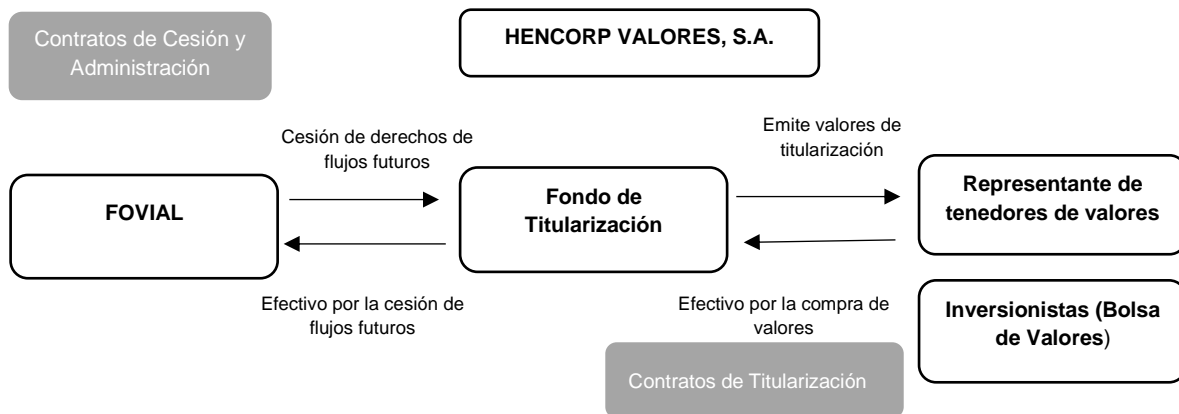 Contratos de Cesión y
Administración
HENCORP VALORES, S.A.
Cesión de derechos de
flujos futuros
Emite valores de
titularización
FOVIAL
Fondo de
Titularización
Representante de
tenedores de valores
Efectivo por la cesión de
flujos futuros
Efectivo por la compra de
valores
Inversionistas (Bolsa
de Valores)
Contratos de Titularización